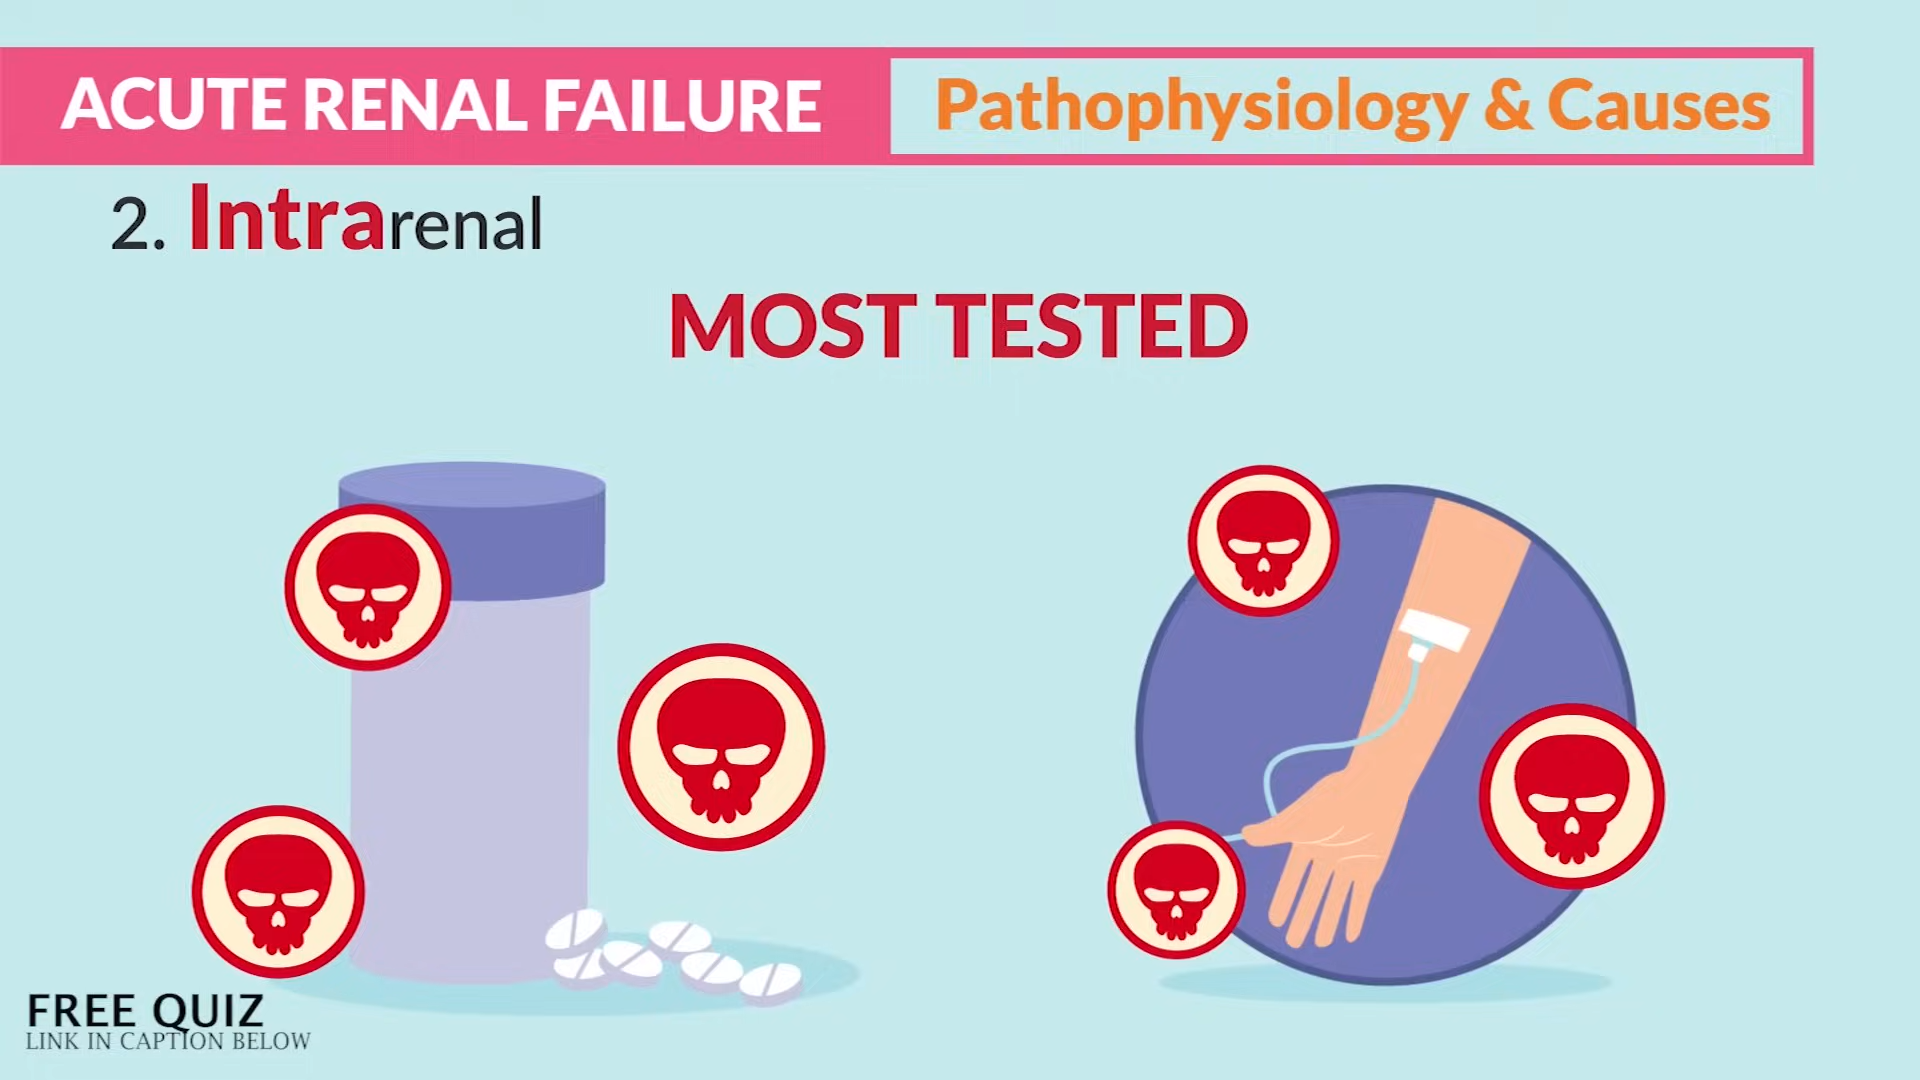 ACUTE RENAL FAILURE
Pathophysiology & Causes
2. Intrarenal
MOST TESTED
FREE QUIZ
LINK IN CAPTION BELOW